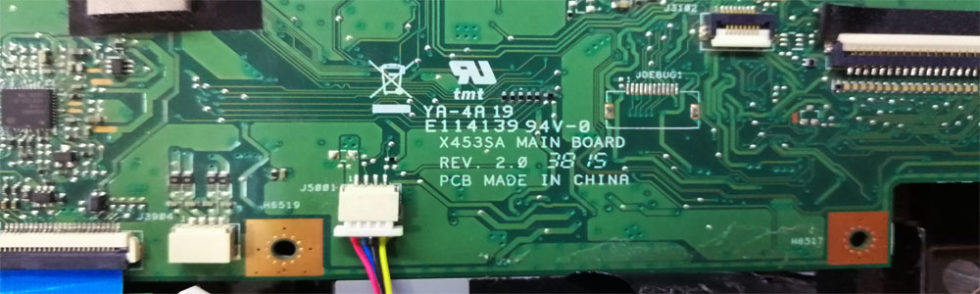 J3102
JDEBUG1
tmt
YA-4A 19
E114139 94V-0
X453SA MAIN BOARD
REV. 2.0 3815
PCB MADE IN CHINA
J5001
H6519
J3904
H6517